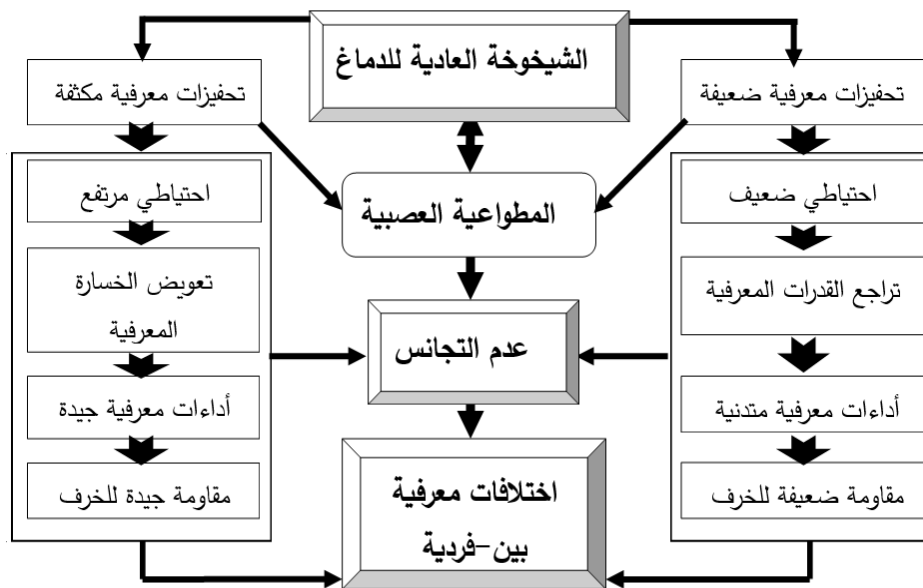 الشيخوخة العادية للدماغ
تحفيزات معرفية ضعيفة
احتياطي ضعيف
تراجع القدرات المعرفية
أداءات معرفية متدنية
مقاومة ضعيفة للخرف
المطواعية العصبية
عدم التجانس
اختلافات معرفية
بين-فردية
تحفيزات معرفية مكثفة
احتياطي مرتفع
تعويض الخسارة
المعرفية
أداءات معرفية جيدة
مقاومة جيدة للخرف